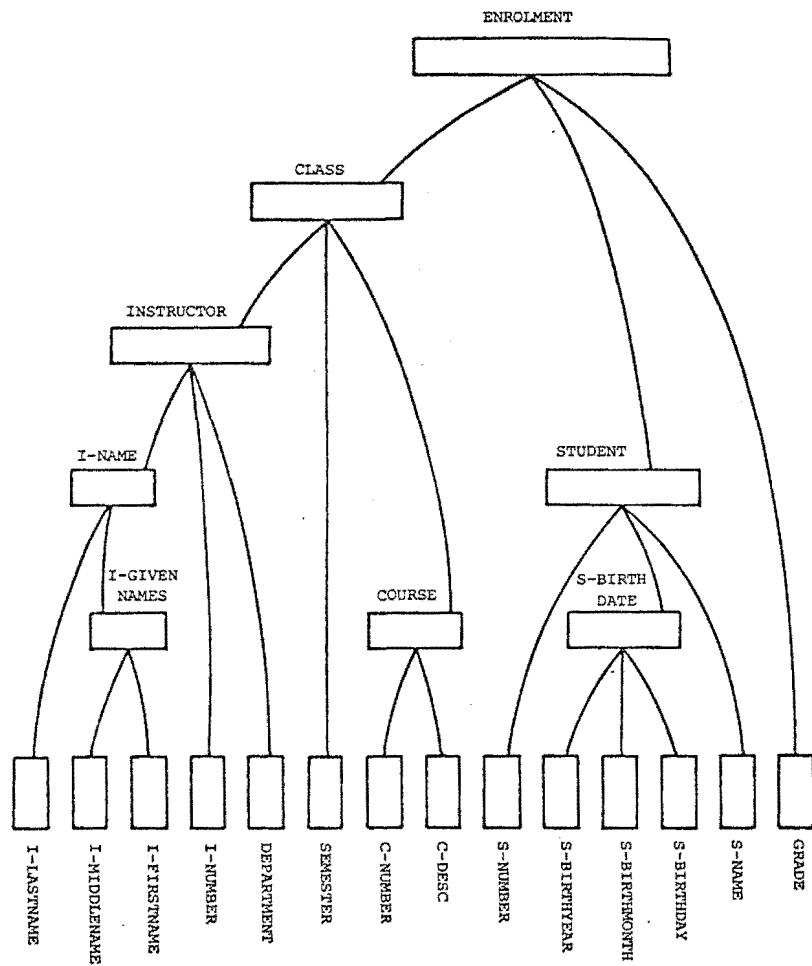 ENROLMENT
CLASS
INSTRUCTOR
I-NAME
STUDENT
I-GIVEN
NAMES
COURSE
S-BIRTH
DATE
I-LASTNAME
I-MIDDLENAME
I-FIRSTNAME
I-NUMBER
DEPARTMENT
SEMESTER
C-NUMBER
C-DESC
S-NUMBER
S-BIRTHYEAR
S-BIRTHMONTH
S-BIRTHDAY
S-NAME
GRADE